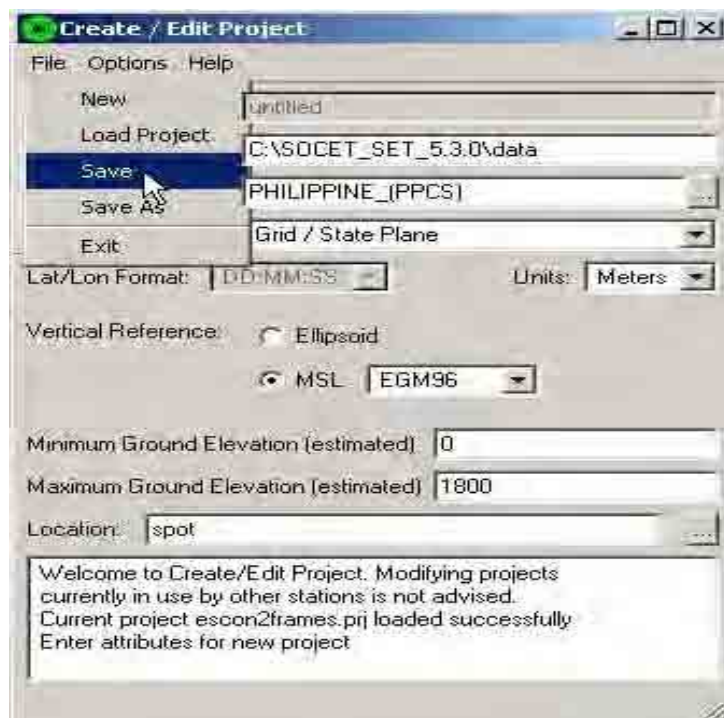 Create / Edit Project
File Options Help
New
untitled
Load Project
C:\SOCET_SET_5.3.0\data
Save
PHILIPPINE_(PPCS)
...
Save As
Grid / State Plane
Exit
Lat/Lon Format: DD:MM:SS Units: Meters
Vertical Reference: Ellipsoid
MSL EGM96
Minimum Ground Elevation (estimated) 0
Maximum Ground Elevation (estimated) 1800
Location: spot ...
Welcome to Create/Edit Project. Modifying projects
currently in use by other stations is not advised.
Current project escon2frames.prj loaded successfully
Enter attributes for new project